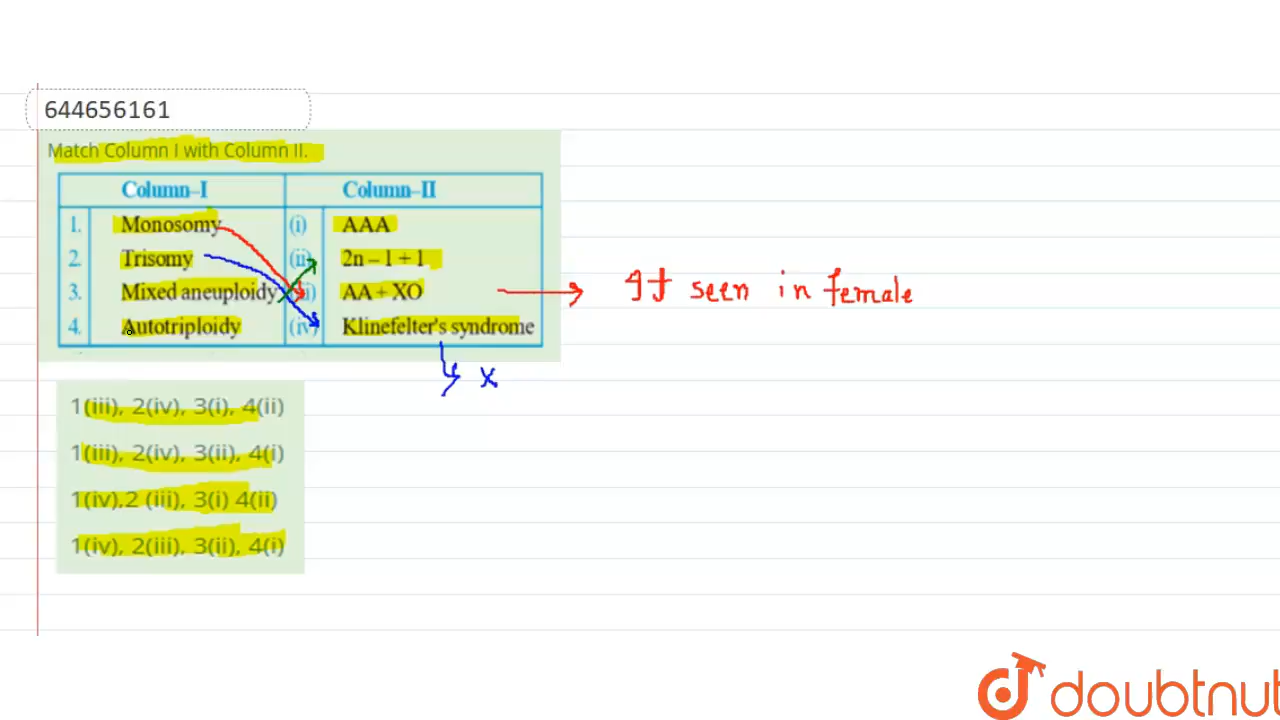 644656161
Match Column I with Column II.
Column–I Column–II
1. Monosomy (i) AAA
2. Trisomy (ii) 2n – 1 + 1
3. Mixed aneuploidy AA + XO It seen in female
4. Autotriploidy (iv) Klinefelter's syndrome
X
1(iii), 2(iv), 3(i), 4(ii)
1(iii), 2(iv), 3(ii), 4(i)
1(iv),2 (iii), 3(i) 4(ii)
1(iv), 2(iii), 3(ii), 4(i)
doubtnut